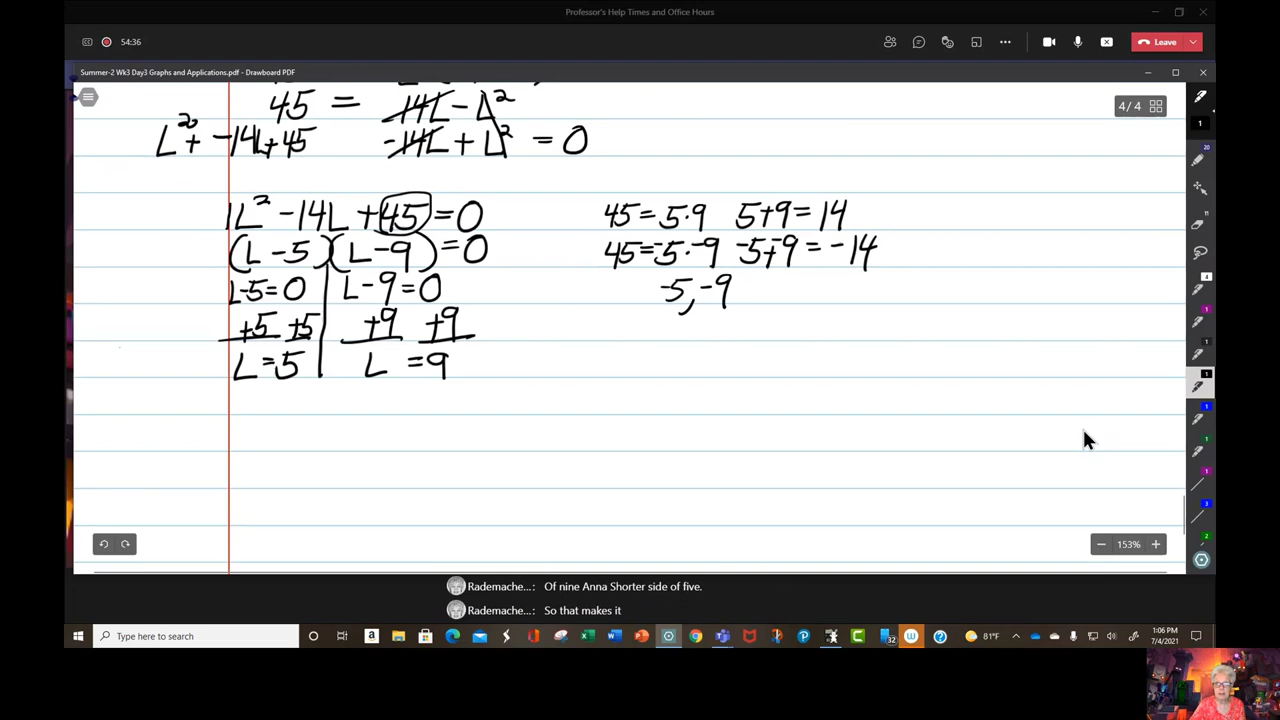 Professor's Help Times and Office Hours
54:36
Leave
Summer-2 Wk3 Day3 Graphs and Applications.pdf - Drawboard PDF
4 / 4
45 = 14L - L²
L² + -14L + 45   -14L + L² = 0
1L² - 14L + 45 = 0   45 = 5·9   5+9 = 14
(L - 5)(L - 9) = 0   45 = -5·-9   -5+-9 = -14
L-5=0   L-9=0   -5, -9
+5 +5   +9 +9
L=5   L=9
153%
Rademache...: Of nine Anna Shorter side of five.
Rademache...: So that makes it
Type here to search
81°F
1:06 PM
7/4/2021